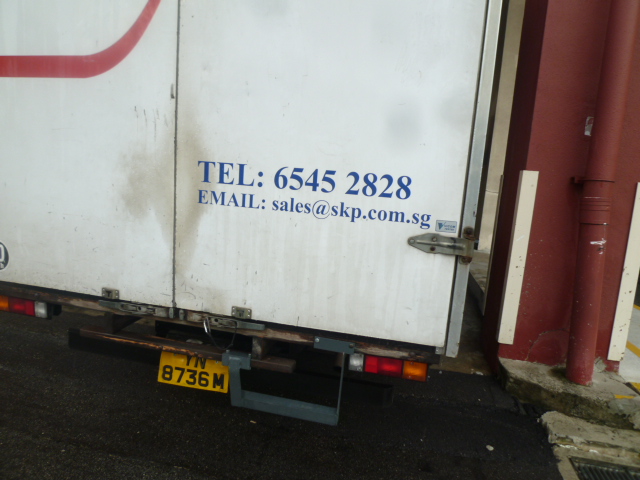 TEL: 6545 2828
EMAIL: sales@skp.com.sg
YN
8736M